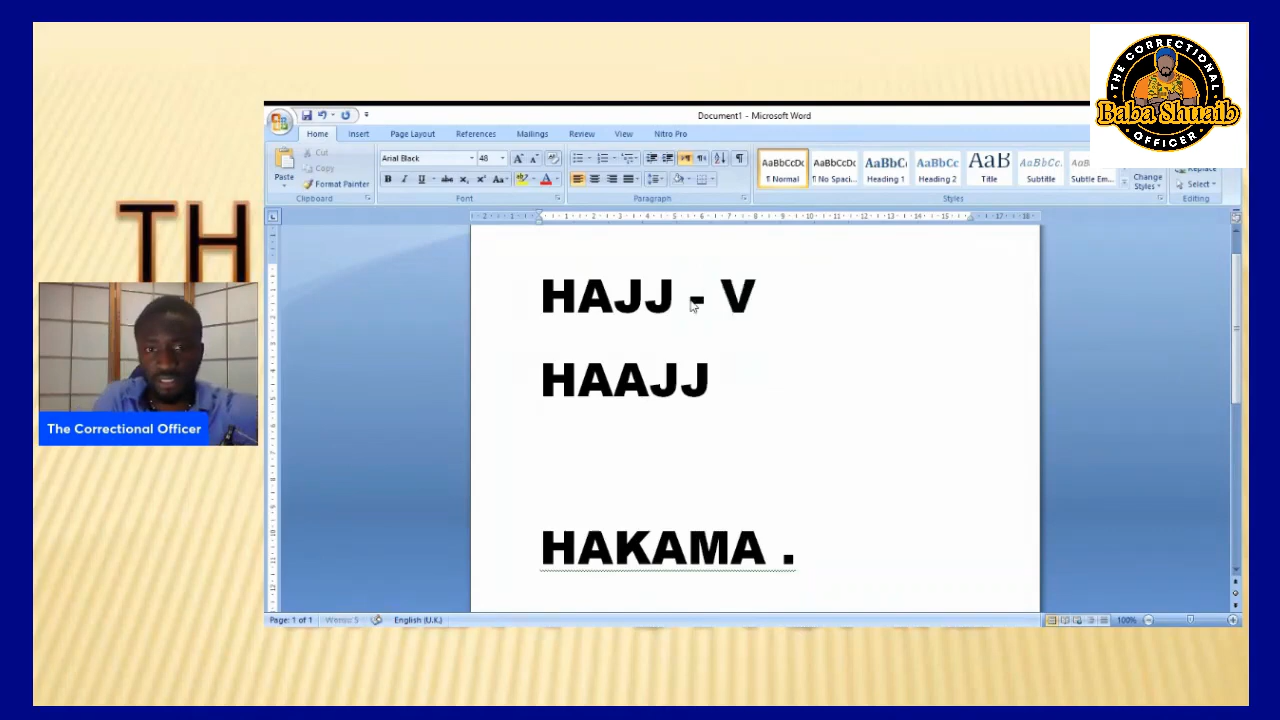 THE CORRECTIONAL
Baba Shuaib
OFFICER
TH
Document1 - Microsoft Word
Home Insert Page Layout References Mailings Review View Nitro Pro
Paste
Cut
Copy
Format Painter
Clipboard
Arial Black 48
Font
Paragraph
AaBbCcDc AaBbCcDc AaBbC AaBbCc AaB AaBbCc.
¶ Normal ¶ No Spaci... Heading 1 Heading 2 Title Subtitle Subtle Em...
Change Styles
Styles
Replace
Select
Editing
HAJJ - V
HAAJJ
HAKAMA .
The Correctional Officer
Page: 1 of 1 Words: 5 English (U.K.) 100%